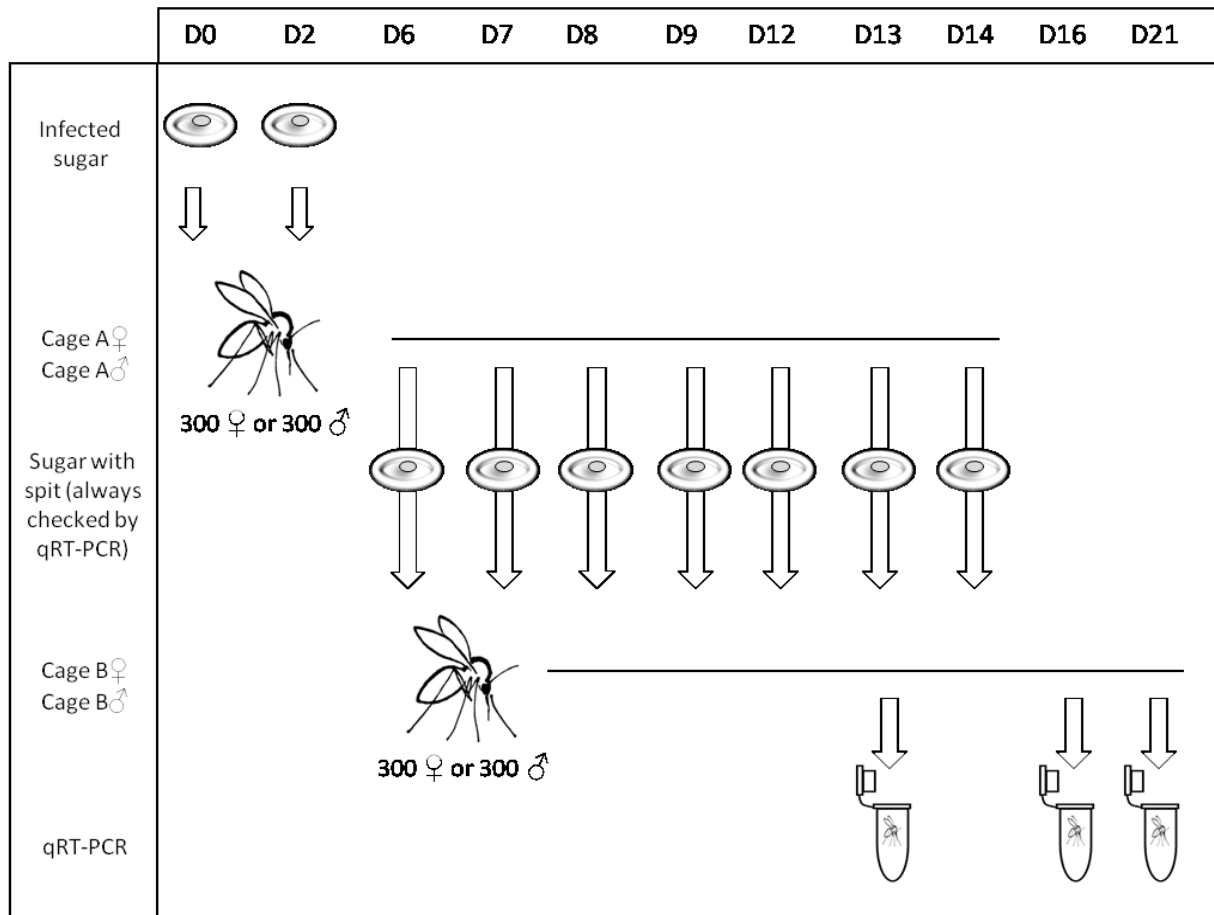 D0 D2 D6 D7 D8 D9 D12 D13 D14 D16 D21
Infected
sugar
Cage A♀
Cage A♂
300 ♀ or 300 ♂
Sugar with
spit (always
checked by
qRT-PCR)
Cage B♀
Cage B♂
300 ♀ or 300 ♂
qRT-PCR